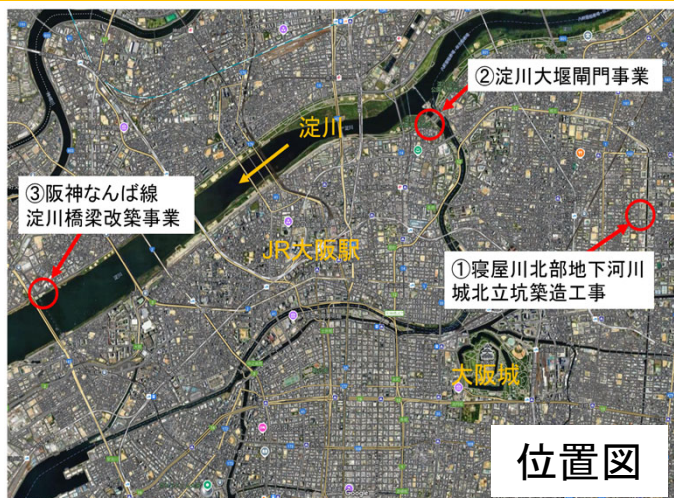 ②淀川大堰閘門事業
淀川
③阪神なんば線
淀川橋梁改築事業
JR大阪駅
①寝屋川北部地下河川
城北立坑築造工事
大阪城
位置図